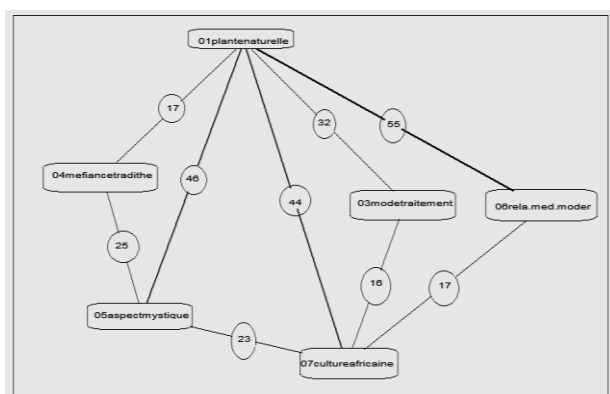 01plantenaturelle
17
32
55
04mefiancetradithe
46
44
03modetraitement
06rela.med.moder
25
16
17
05aspectmystique
23
07cultureafricaine